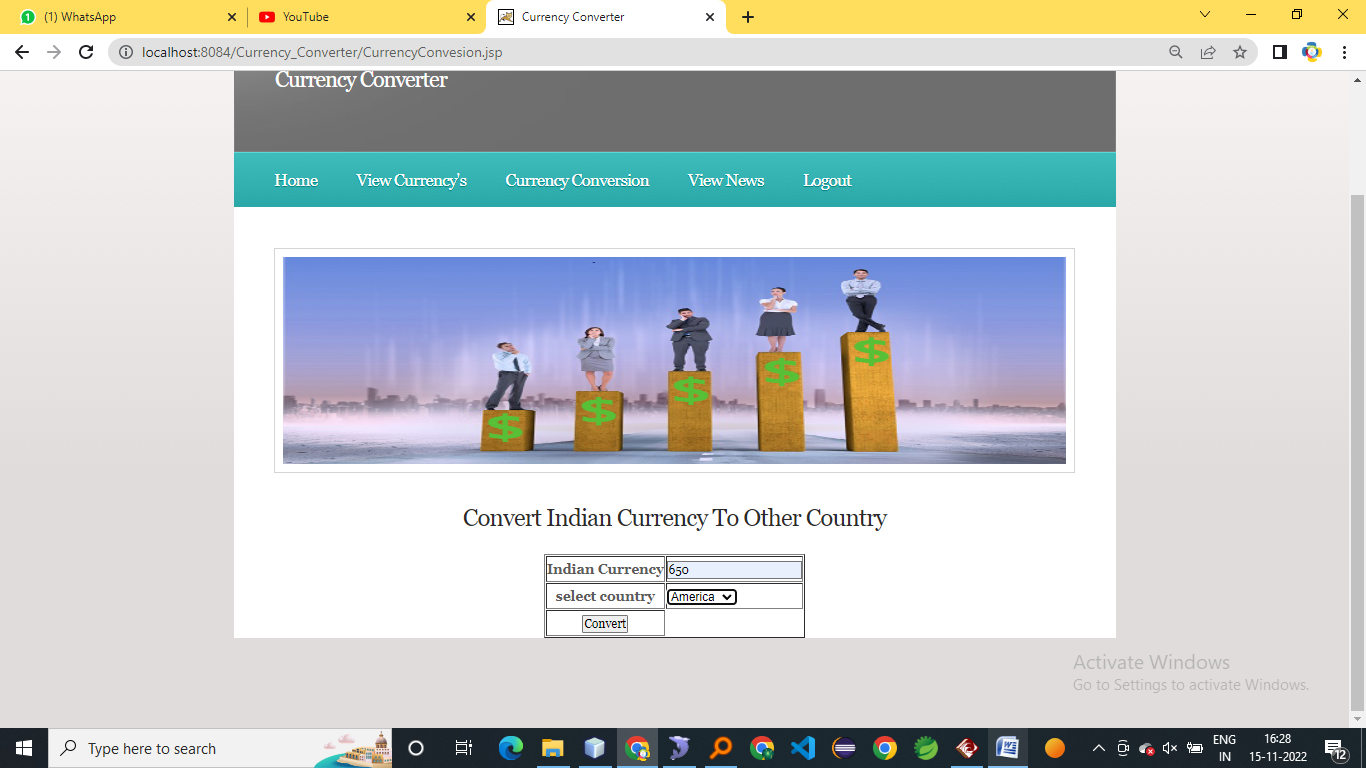 (1) WhatsApp
YouTube
Currency Converter
localhost:8084/Currency_Converter/CurrencyConvesion.jsp
Currency Converter
Home View Currency's Currency Conversion View News Logout
$ $ $ $ $
Convert Indian Currency To Other Country
Indian Currency 650
select country America
Convert
Activate Windows
Go to Settings to activate Windows.
Type here to search
ENG
IN
16:28
15-11-2022
12